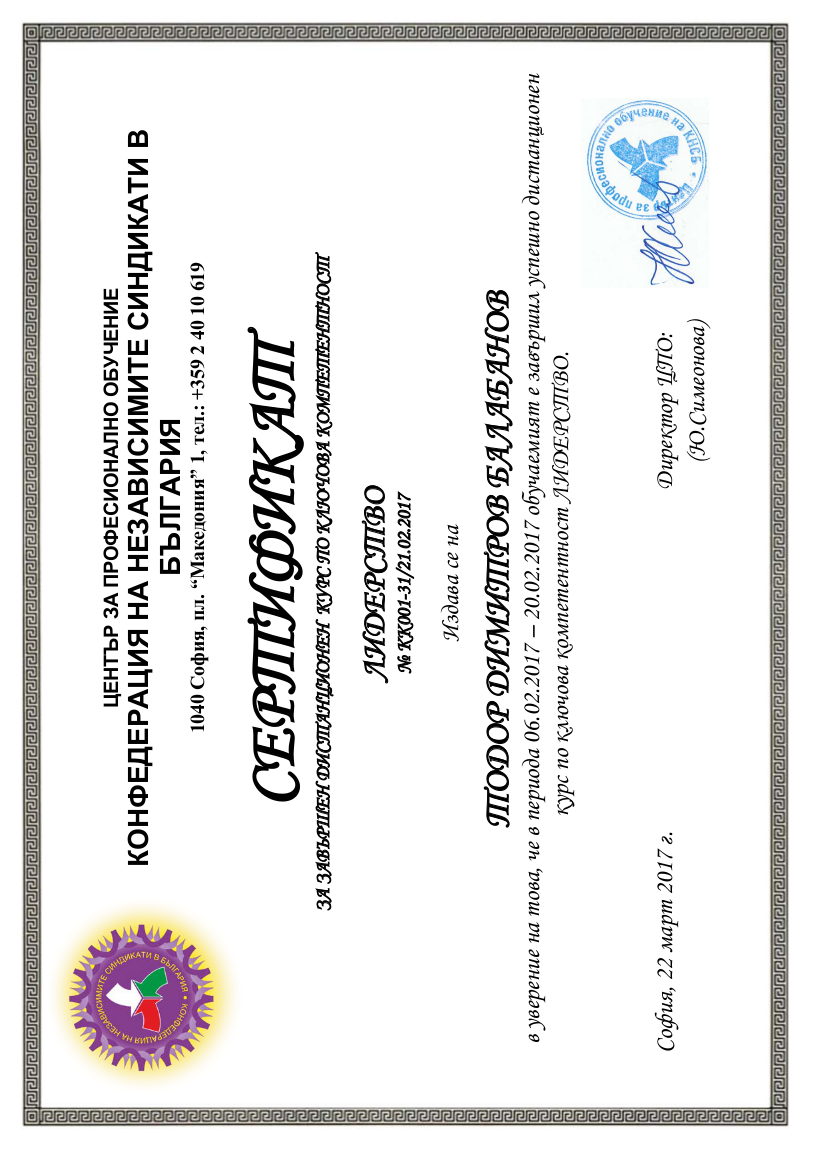 ЦЕНТЪР ЗА ПРОФЕСИОНАЛНО ОБУЧЕНИЕ
КОНФЕДЕРАЦИЯ НА НЕЗАВИСИМИТЕ СИНДИКАТИ В
БЪЛГАРИЯ
1040 София, пл. “Македония” 1, тел.: +359 2 40 10 619
КОНФЕДЕРАЦИЯ НА НЕЗАВИСИМИТЕ СИНДИКАТИ В БЪЛГАРИЯ •
СЕРТИФИКАТ
ЗА ЗАВЪРШЕН ДИСТАНЦИОНЕН КУРС ПО КЛЮЧОВА КОМПЕТЕНТНОСТ
ЛИДЕРСТВО
№ КК001-31/21.02.2017
Издава се на
ТОДОР ДИМИТРОВ БАЛАБАНОВ
в уверение на това, че в периода 06.02.2017 – 20.02.2017 обучаемият е завършил успешно дистанционен
курс по ключова компетентност ЛИДЕРСТВО.
София, 22 март 2017 г.
Директор ЦПО:
(Ю.Симеонова)
Център за професионално обучение на КНСБ •